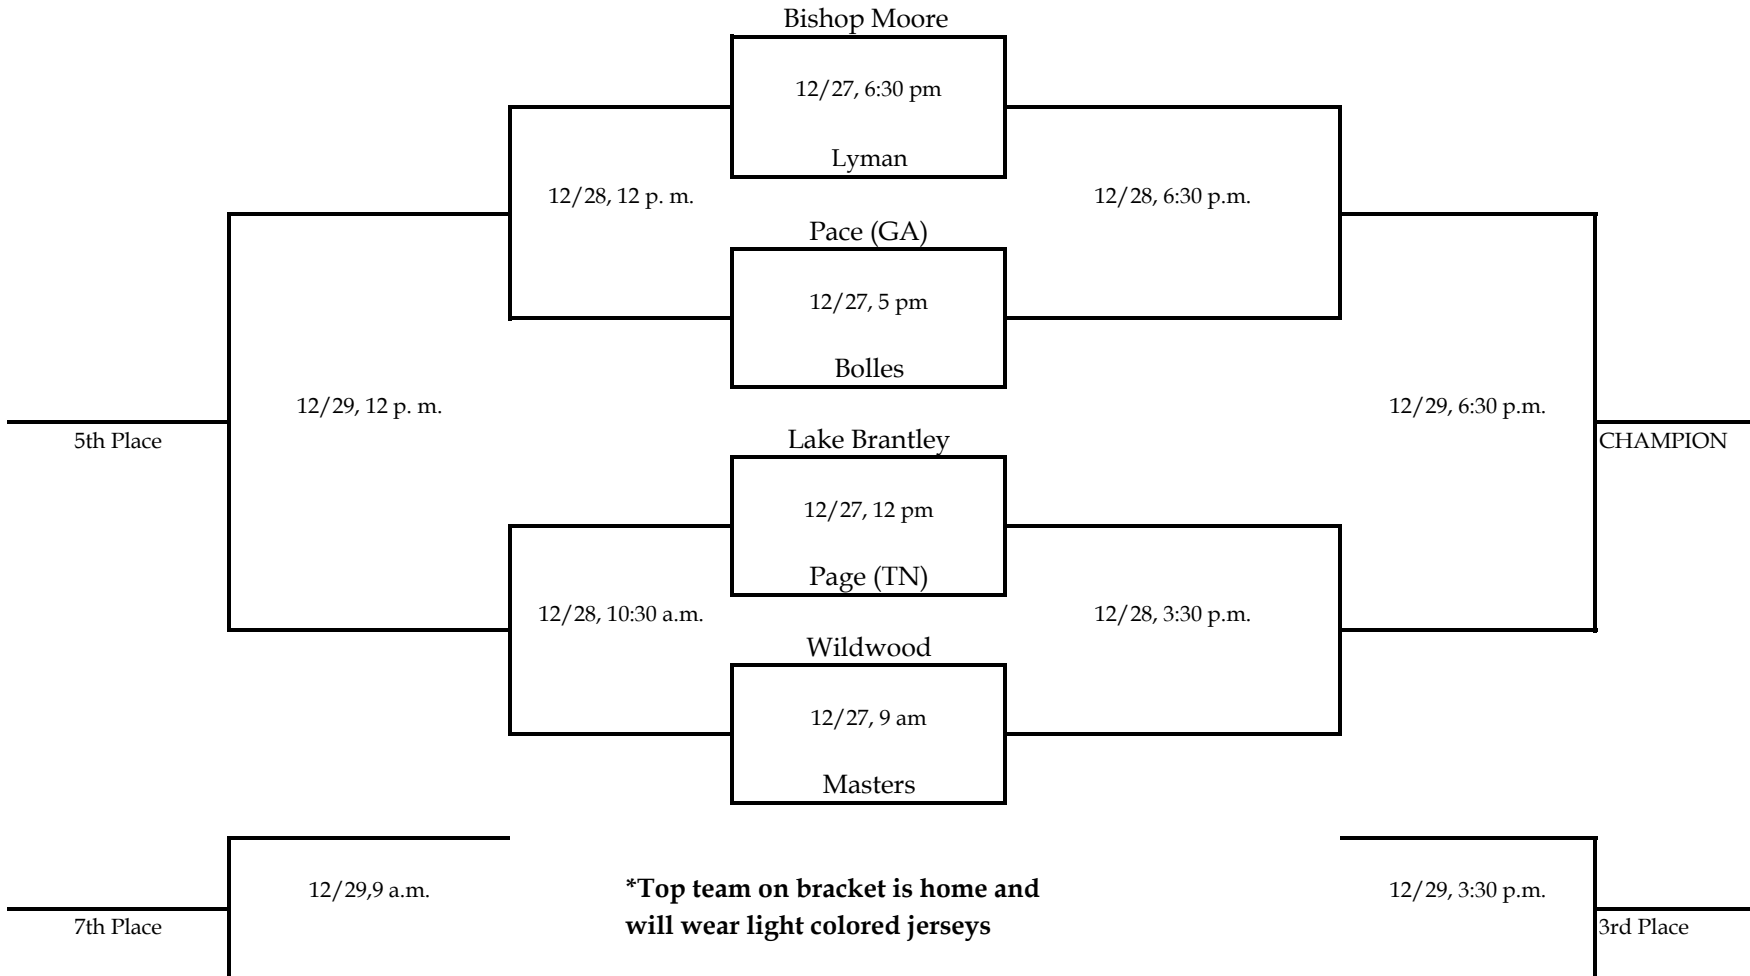 Bishop Moore
12/27, 6:30 pm
Lyman
12/28, 12 p. m.
12/28, 6:30 p.m.
Pace (GA)
12/27, 5 pm
Bolles
12/29, 12 p. m.
12/29, 6:30 p.m.
5th Place
Lake Brantley
CHAMPION
12/27, 12 pm
Page (TN)
12/28, 10:30 a.m.
12/28, 3:30 p.m.
Wildwood
12/27, 9 am
Masters
12/29,9 a.m.
*Top team on bracket is home and
12/29, 3:30 p.m.
7th Place
will wear light colored jerseys
3rd Place